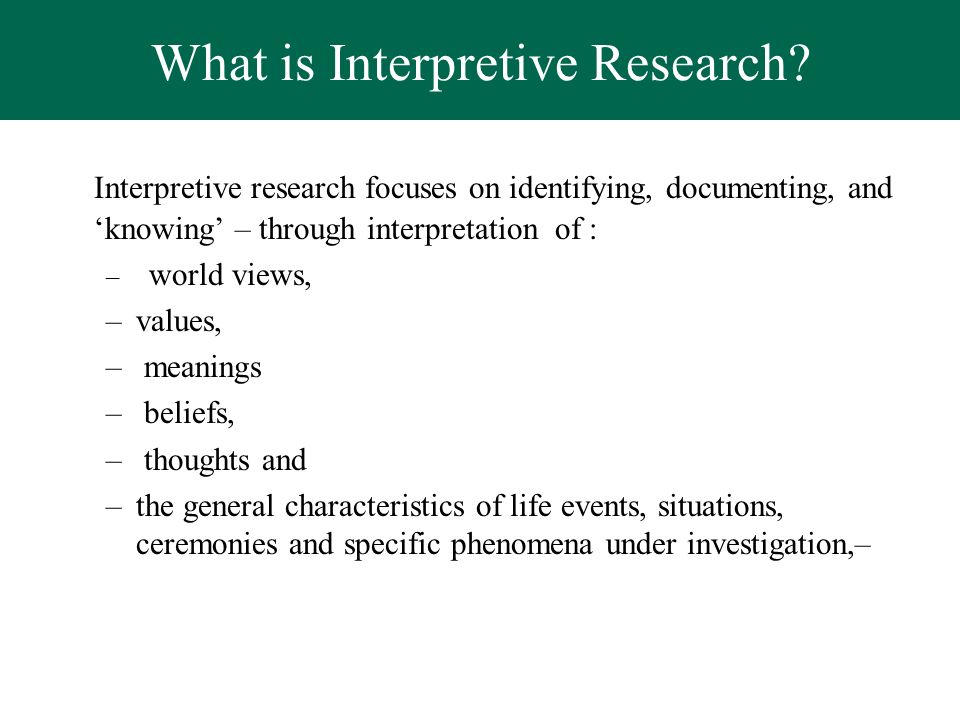 What is Interpretive Research?
Interpretive research focuses on identifying, documenting, and
‘knowing’ – through interpretation of :
– world views,
– values,
– meanings
– beliefs,
– thoughts and
– the general characteristics of life events, situations,
ceremonies and specific phenomena under investigation,–